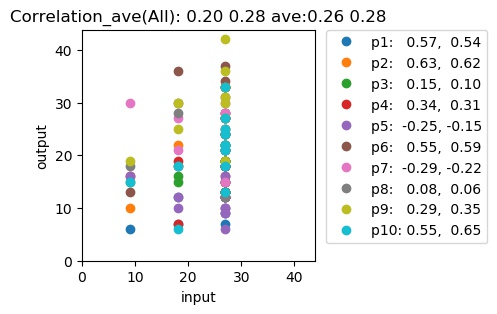 Correlation_ave(All): 0.20 0.28 ave:0.26 0.28
40
30
20
10
0
output
0 10 20 30 40
input
p1: 0.57, 0.54
p2: 0.63, 0.62
p3: 0.15, 0.10
p4: 0.34, 0.31
p5: -0.25, -0.15
p6: 0.55, 0.59
p7: -0.29, -0.22
p8: 0.08, 0.06
p9: 0.29, 0.35
p10: 0.55, 0.65